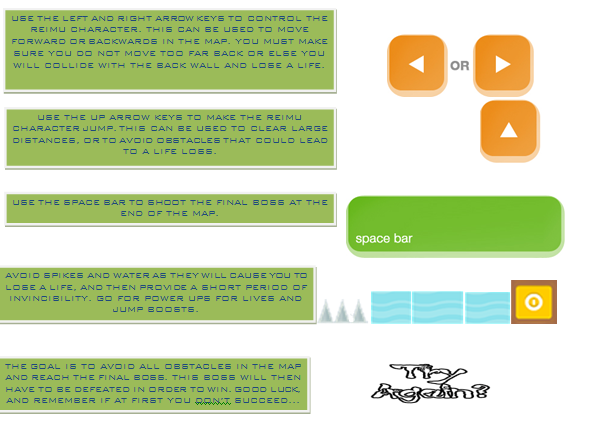 USE THE LEFT AND RIGHT ARROW KEYS TO CONTROL THE
REIMU CHARACTER. THIS CAN BE USED TO MOVE
FORWARD OR BACKWARDS IN THE MAP. YOU MUST MAKE
SURE YOU DO NOT MOVE TOO FAR BACK OR ELSE YOU
WILL COLLIDE WITH THE BACK WALL AND LOSE A LIFE.
OR
USE THE UP ARROW KEYS TO MAKE THE REIMU
CHARACTER JUMP. THIS CAN BE USED TO CLEAR LARGE
DISTANCES, OR TO AVOID OBSTACLES THAT COULD LEAD
TO A LIFE LOSS.
USE THE SPACE BAR TO SHOOT THE FINAL BOSS AT THE
END OF THE MAP.
space bar
AVOID SPIKES AND WATER AS THEY WILL CAUSE YOU TO
LOSE A LIFE, AND THEN PROVIDE A SHORT PERIOD OF
INVINCIBILITY. GO FOR POWER UPS FOR LIVES AND
JUMP BOOSTS.
THE GOAL IS TO AVOID ALL OBSTACLES IN THE MAP
AND REACH THE FINAL BOSS. THIS BOSS WILL THEN
HAVE TO BE DEFEATED IN ORDER TO WIN. GOOD LUCK,
AND REMEMBER IF AT FIRST YOU DON'T SUCCEED...
Try
Again?